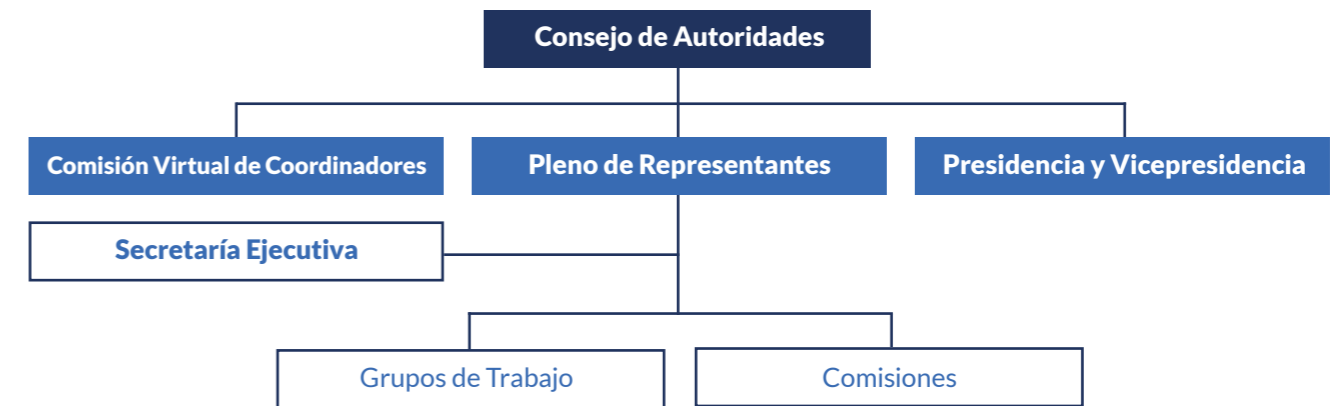 Consejo de Autoridades
Comisión Virtual de Coordinadores
Pleno de Representantes
Presidencia y Vicepresidencia
Secretaría Ejecutiva
Grupos de Trabajo
Comisiones